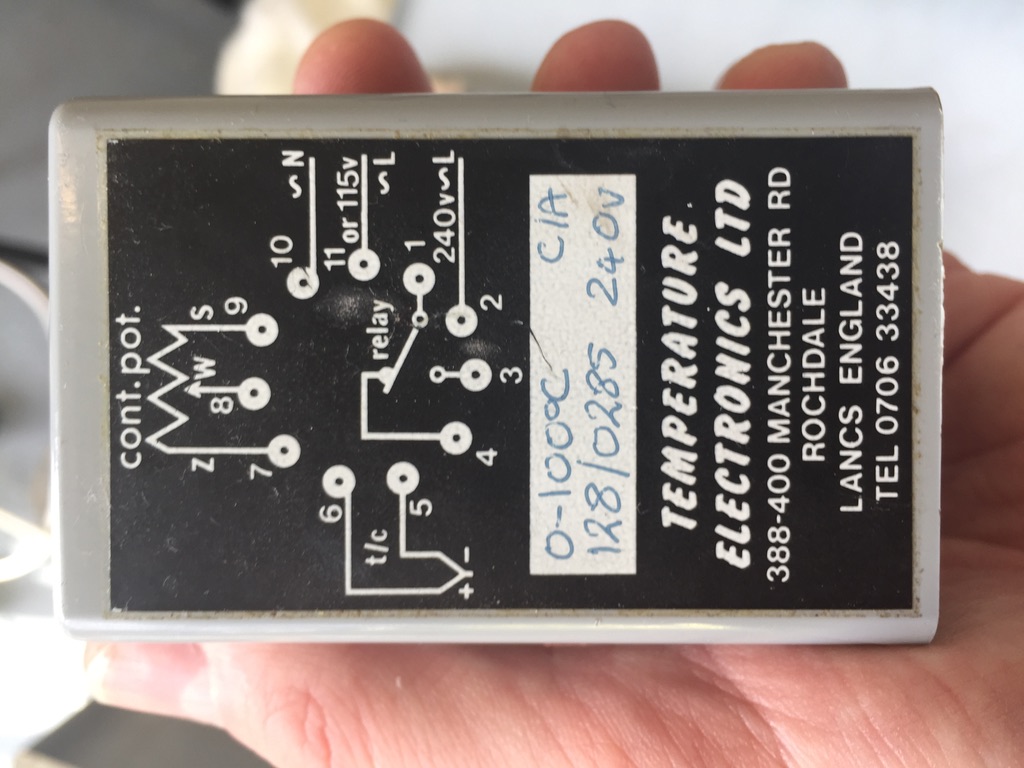 cont.pot.
Z W S
7 8 9
10 ∿ N
11 or 115v
∿ L
relay
1
240v ∿ L
2
3
4
t/c
6
5
+ -
0-100°C C/A
128/0285 240V
TEMPERATURE
ELECTRONICS LTD
388-400 MANCHESTER RD
ROCHDALE
LANCS ENGLAND
TEL 0706 33438